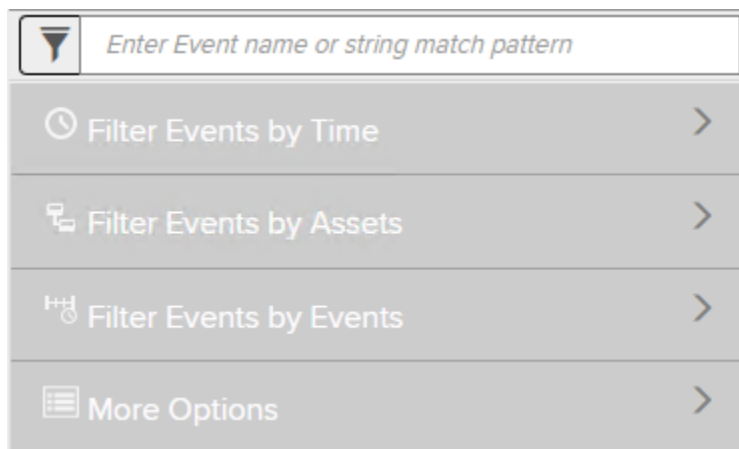 Enter Event name or string match pattern
Filter Events by Time
Filter Events by Assets
Filter Events by Events
More Options